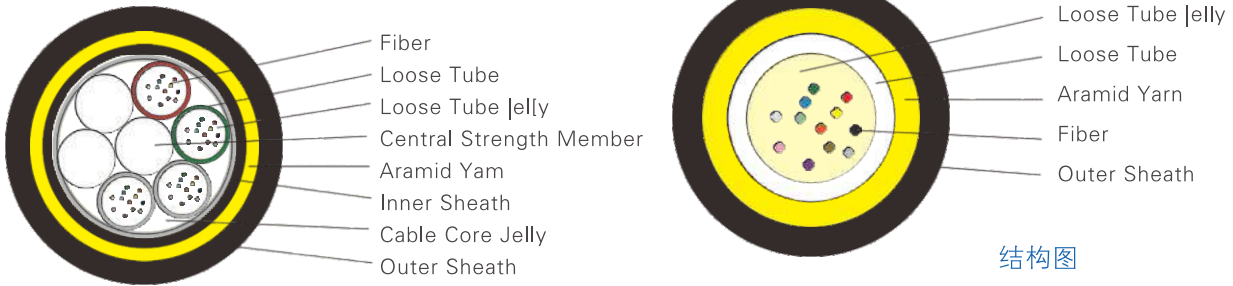 Fiber
Loose Tube
Loose Tube Jel[y
Central Strength Member
Aramid Yam
Inner Sheath
Cable Core Jelly
Outer Sheath
Loose Tube Jelly
Loose Tube
Aramid Yarn
Fiber
Outer Sheath
结构图